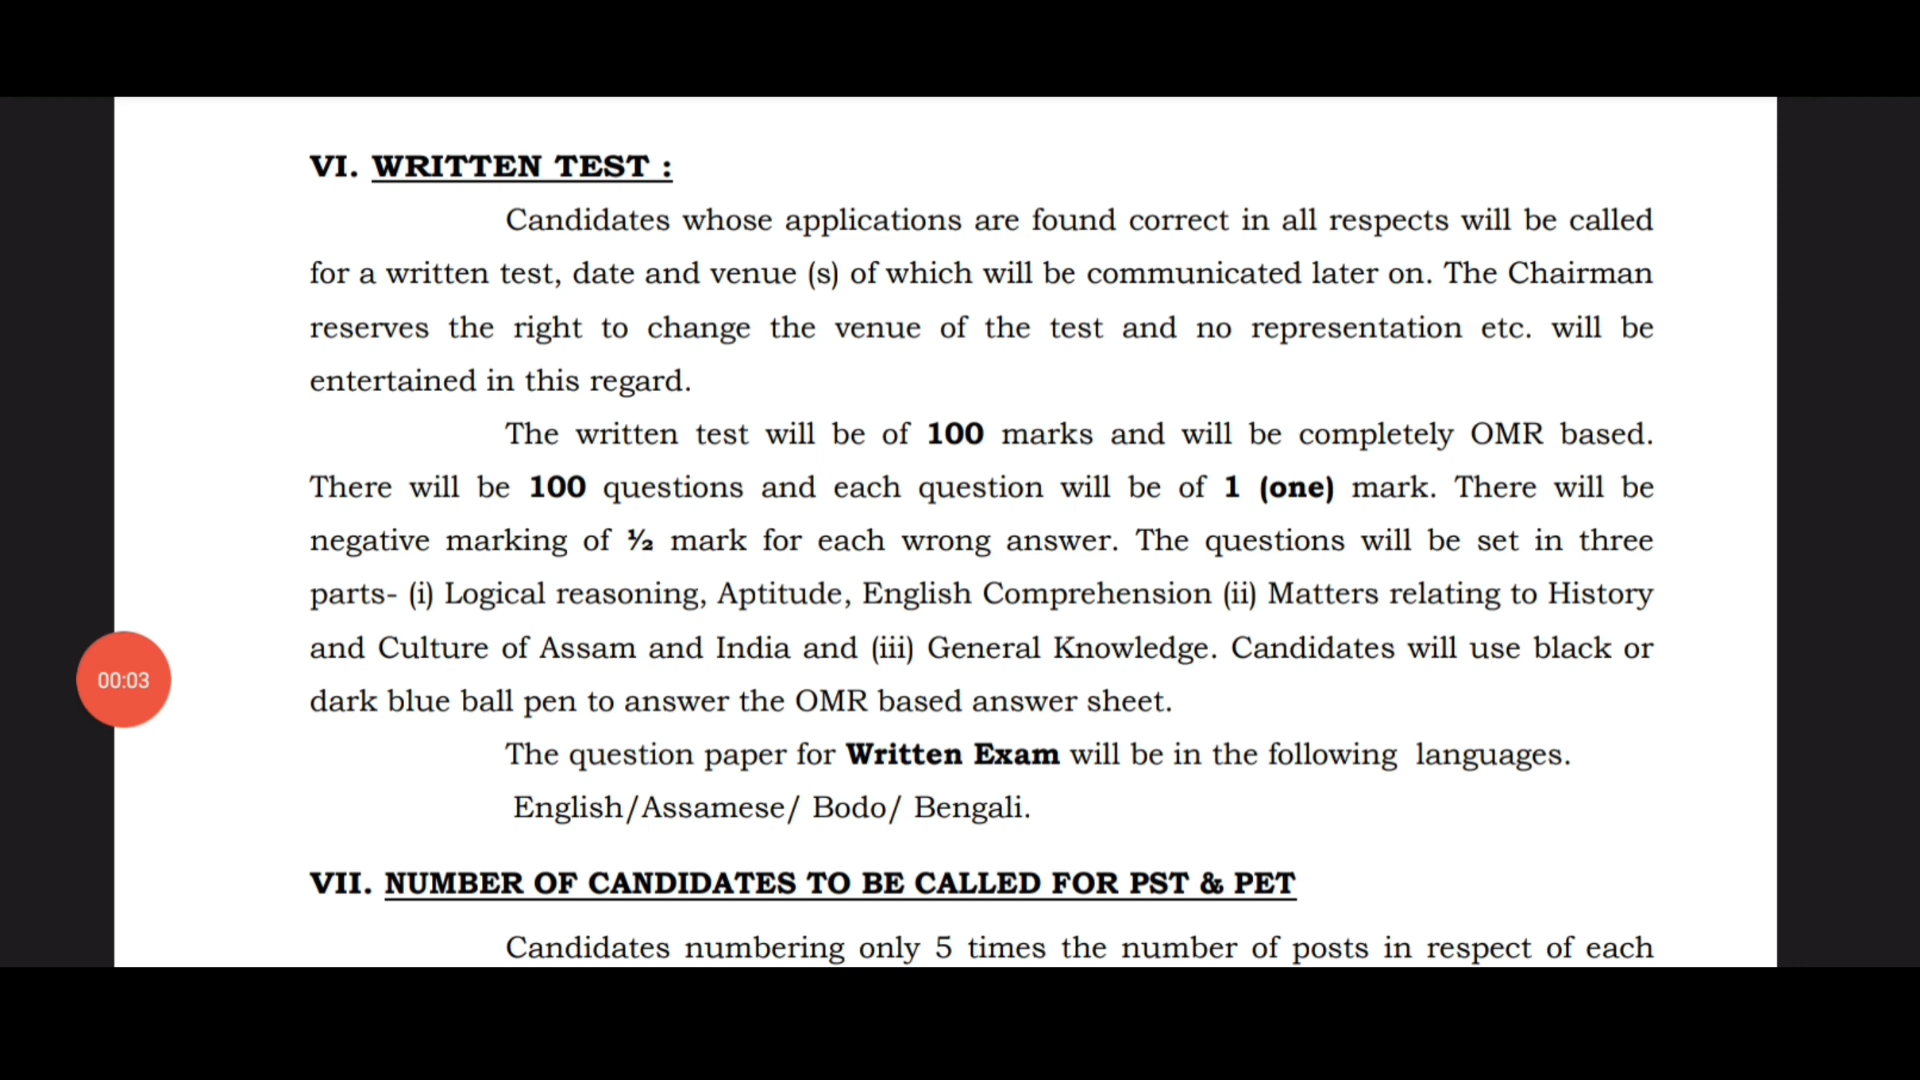 VI. WRITTEN TEST :
Candidates whose applications are found correct in all respects will be called
for a written test, date and venue (s) of which will be communicated later on. The Chairman
reserves the right to change the venue of the test and no representation etc. will be
entertained in this regard.
The written test will be of 100 marks and will be completely OMR based.
There will be 100 questions and each question will be of 1 (one) mark. There will be
negative marking of ½ mark for each wrong answer. The questions will be set in three
parts- (i) Logical reasoning, Aptitude, English Comprehension (ii) Matters relating to History
and Culture of Assam and India and (iii) General Knowledge. Candidates will use black or
00:03
dark blue ball pen to answer the OMR based answer sheet.
The question paper for Written Exam will be in the following languages.
English/Assamese/ Bodo/ Bengali.
VII. NUMBER OF CANDIDATES TO BE CALLED FOR PST & PET
Candidates numbering only 5 times the number of posts in respect of each